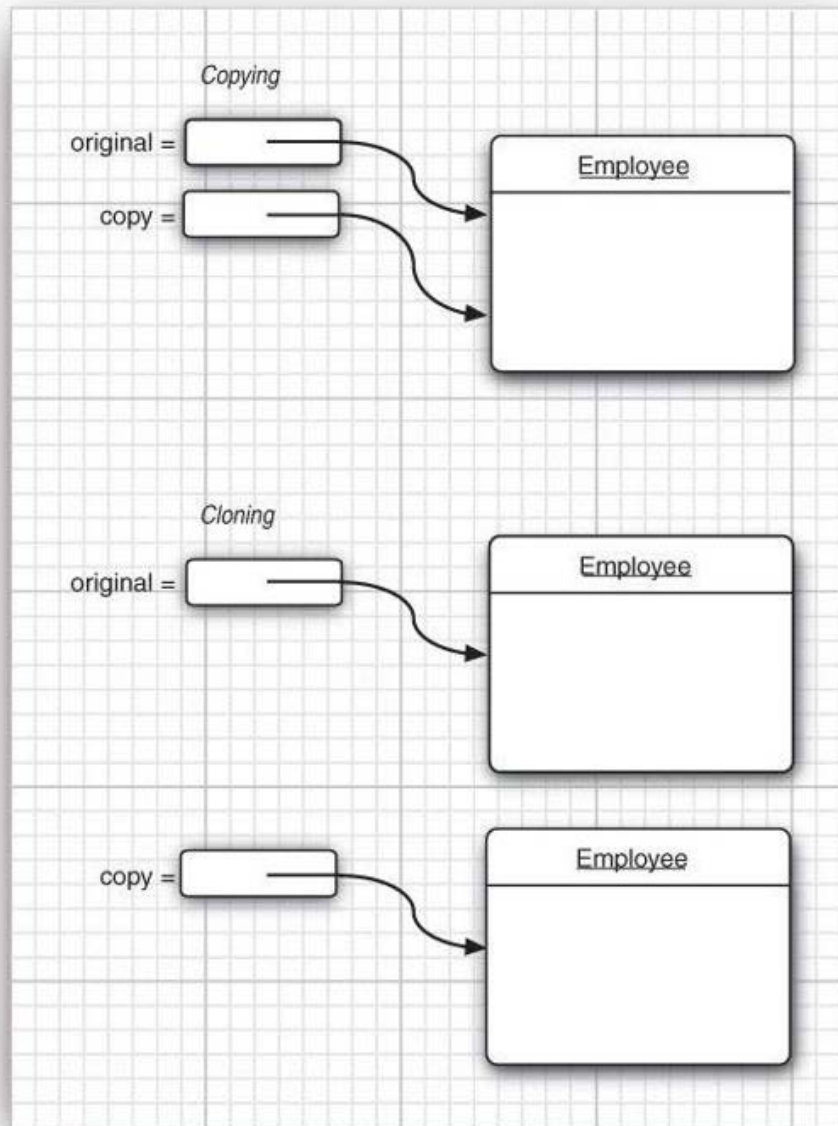 Copying
original =
Employee
copy =
Cloning
original =
Employee
copy =
Employee